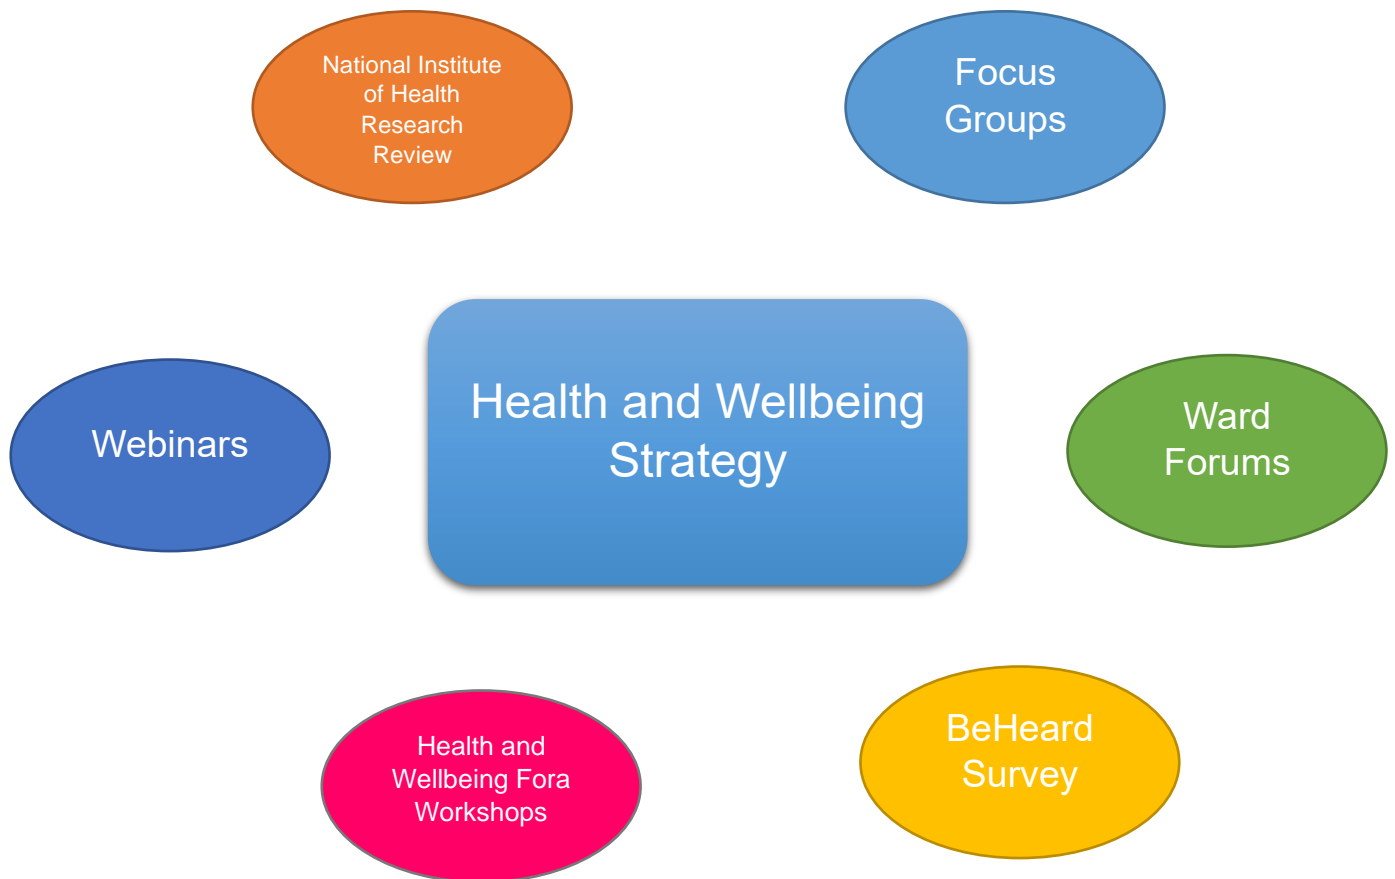 National Institute
of Health
Research
Review
Focus
Groups
Health and Wellbeing
Strategy
Webinars
Ward
Forums
Health and
Wellbeing Fora
Workshops
BeHeard
Survey